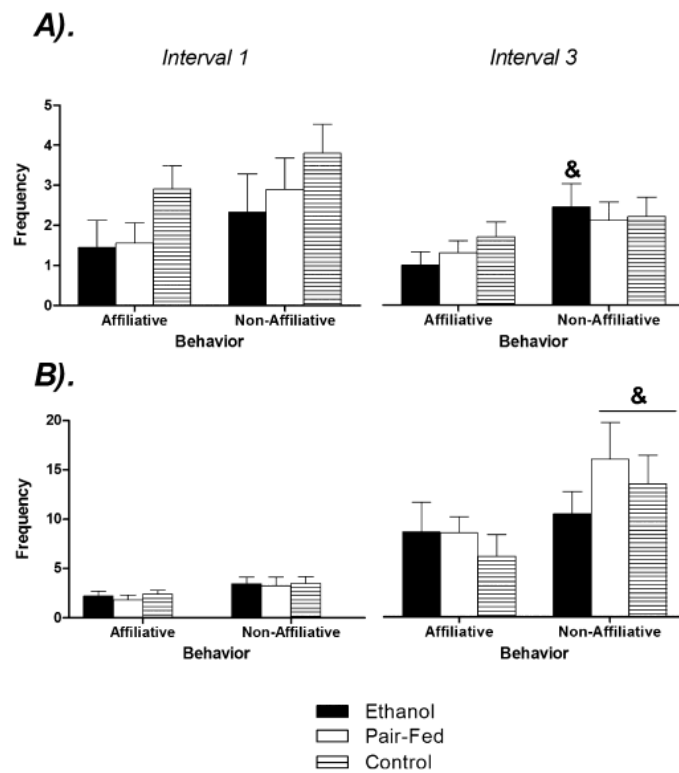 A).
Interval 1
Interval 3
5
4
3
2
1
0
Frequency
Affiliative Non-Affiliative
Behavior
&
Affiliative Non-Affiliative
Behavior
B).
20
15
10
5
0
Frequency
Affiliative Non-Affiliative
Behavior
&
Affiliative Non-Affiliative
Behavior
Ethanol
Pair-Fed
Control